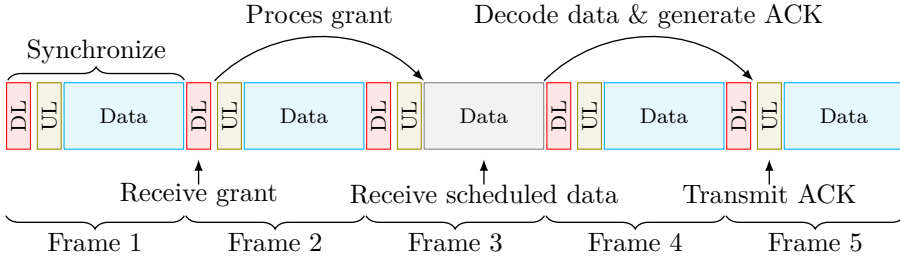 Proces grant
Decode data & generate ACK
Synchronize
DL UL Data DL UL Data DL UL Data DL UL Data DL UL Data
Receive grant
Receive scheduled data
Transmit ACK
Frame 1 Frame 2 Frame 3 Frame 4 Frame 5